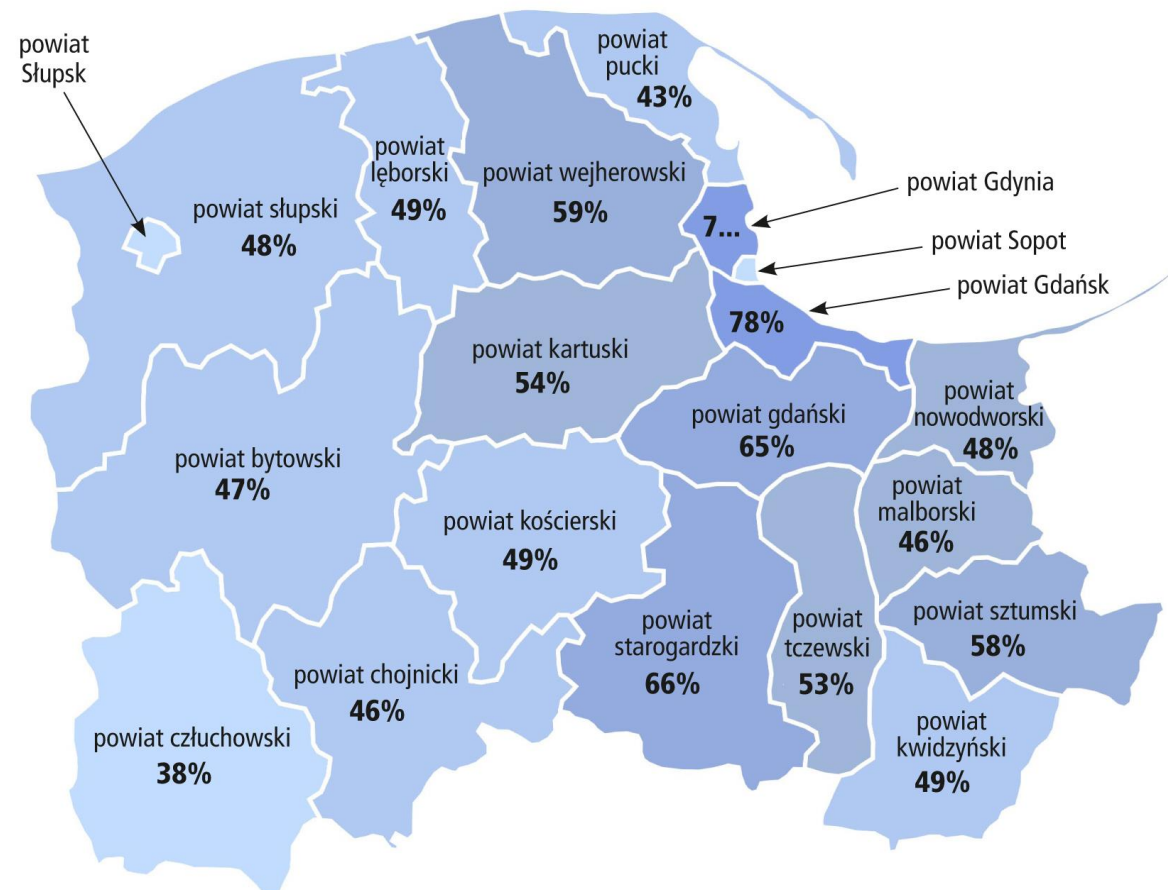 powiat
Słupsk
powiat
pucki
43%
powiat
lęborski
49%
powiat wejherowski
59%
powiat Gdynia
7...
powiat słupski
48%
powiat Sopot
powiat Gdańsk
78%
powiat kartuski
54%
powiat gdański
65%
powiat
nowodworski
48%
powiat bytowski
47%
powiat kościerski
49%
powiat
malborski
46%
powiat
starogardzki
66%
powiat
tczewski
53%
powiat sztumski
58%
powiat chojnicki
46%
powiat człuchowski
38%
powiat
kwidzyński
49%